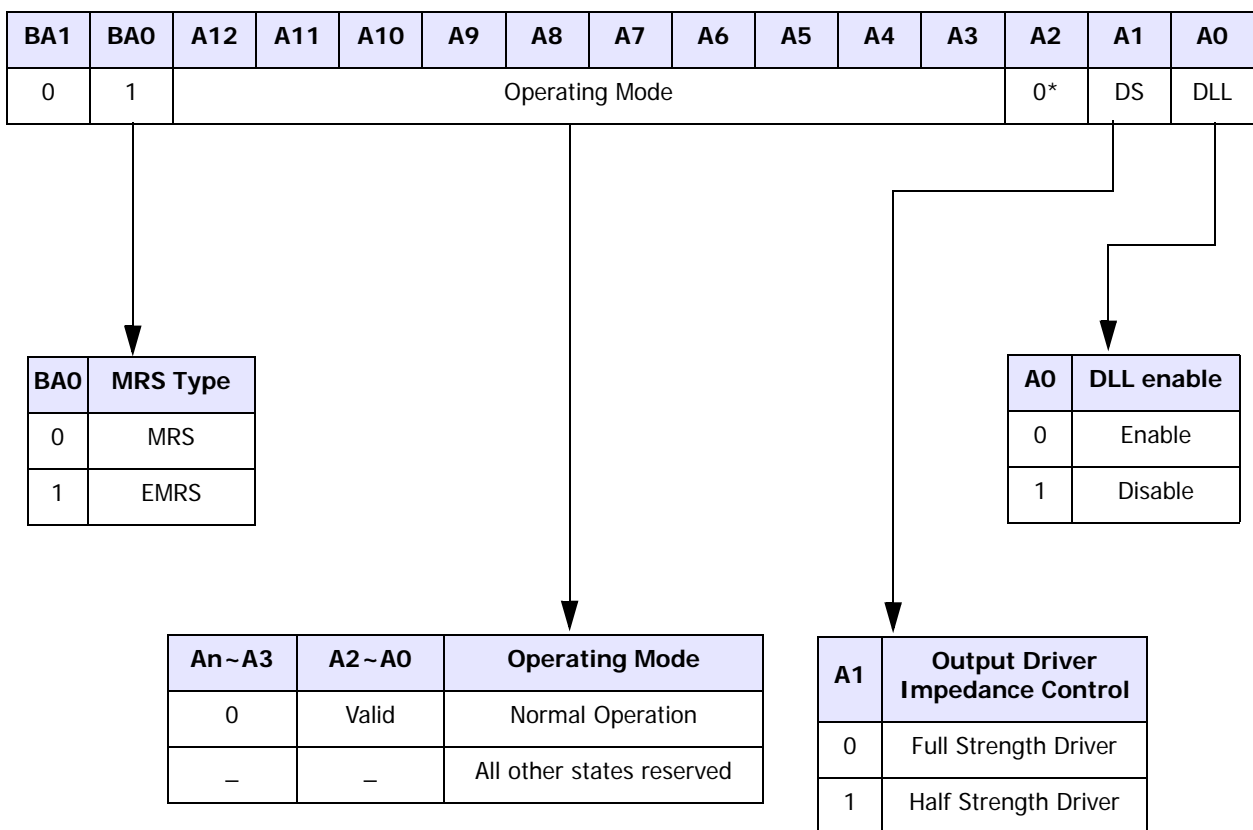 BA1 BA0 A12 A11 A10 A9 A8 A7 A6 A5 A4 A3 A2 A1 A0
0 1 Operating Mode 0* DS DLL
BA0 MRS Type
0 MRS
1 EMRS
A0 DLL enable
0 Enable
1 Disable
An~A3 A2~A0 Operating Mode
0 Valid Normal Operation
_ _ All other states reserved
A1 Output Driver
Impedance Control
0 Full Strength Driver
1 Half Strength Driver